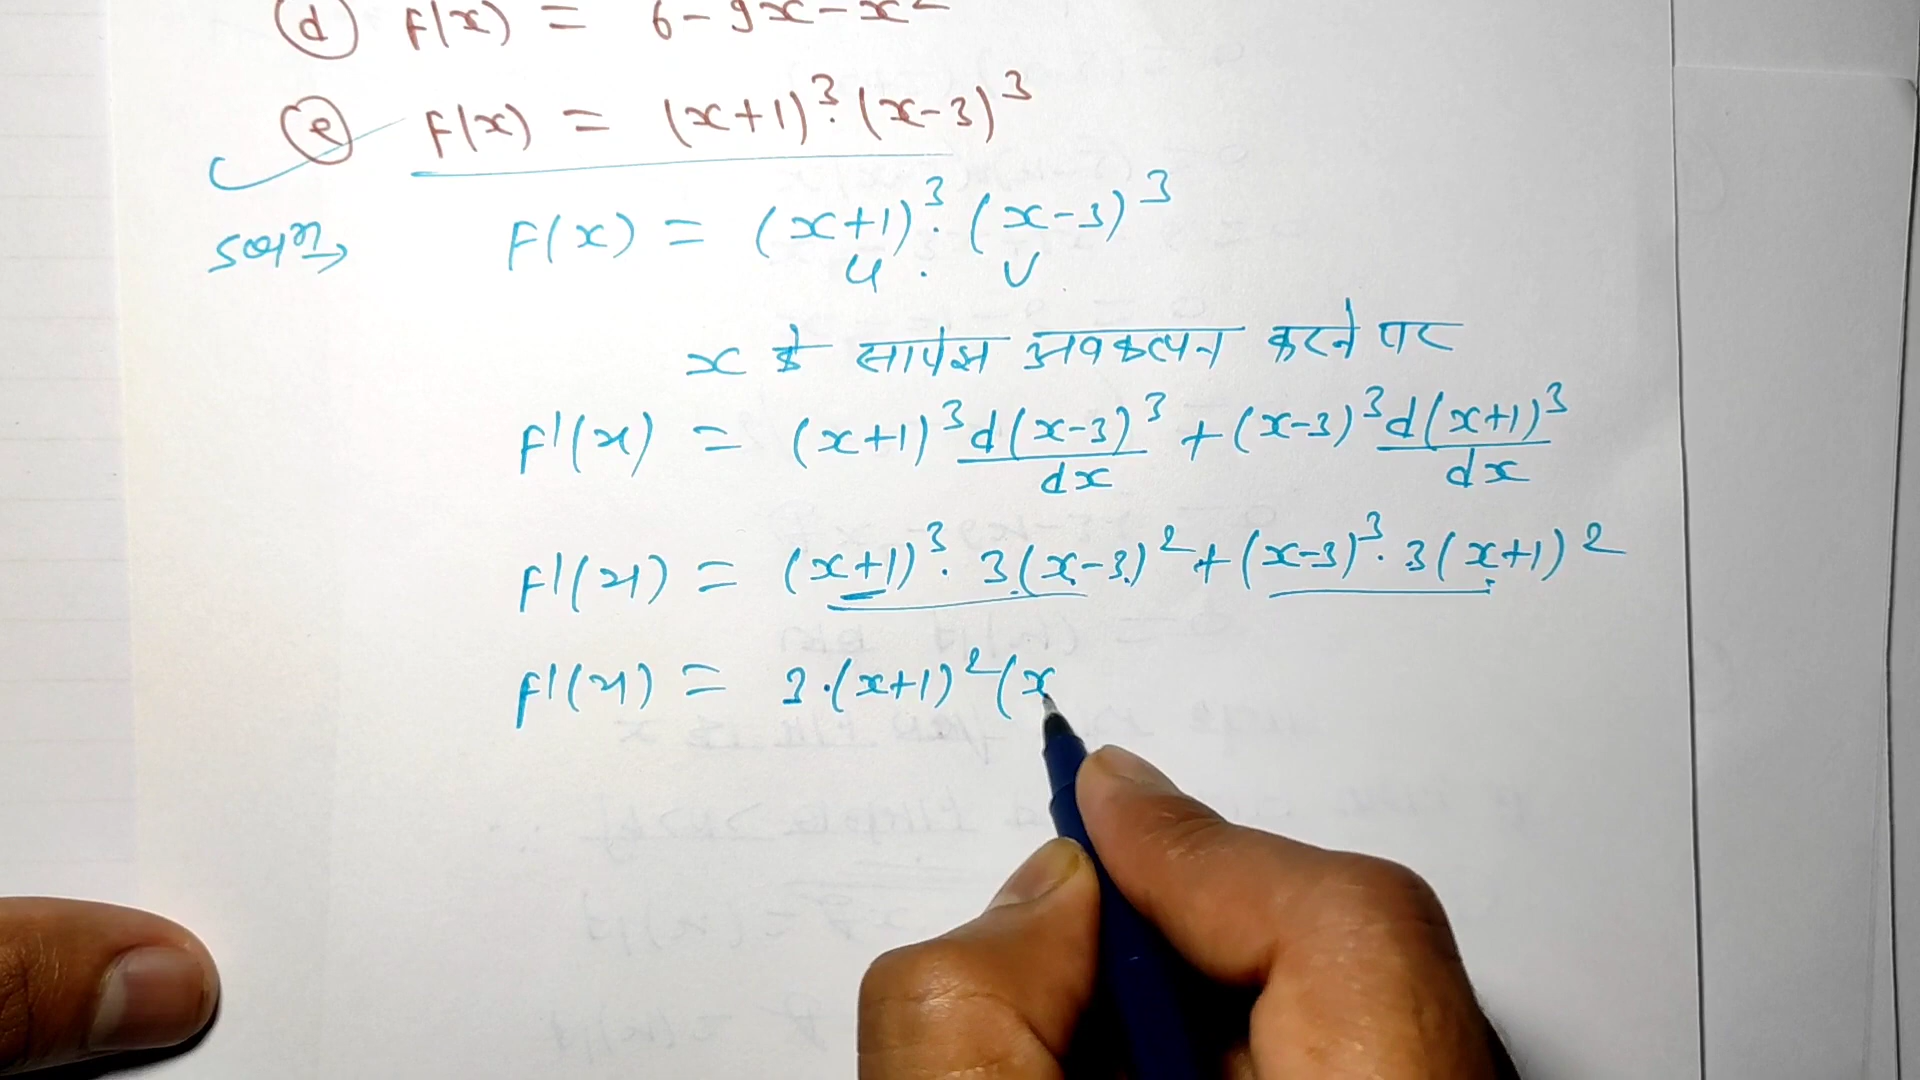 (d) F(x) = 6-9x-x²
(e) F(x) = (x+1)³.(x-3)³
F(x) = (x+1)³.(x-3)³
u . v
x के सापेक्ष अवकलन करने पर
F'(x) = (x+1)³ d(x-3)³/dx + (x-3)³ d(x+1)³/dx
F'(x) = (x+1)³. 3(x-3)² + (x-3)³. 3(x+1)²
F'(x) = 3.(x+1)²(x